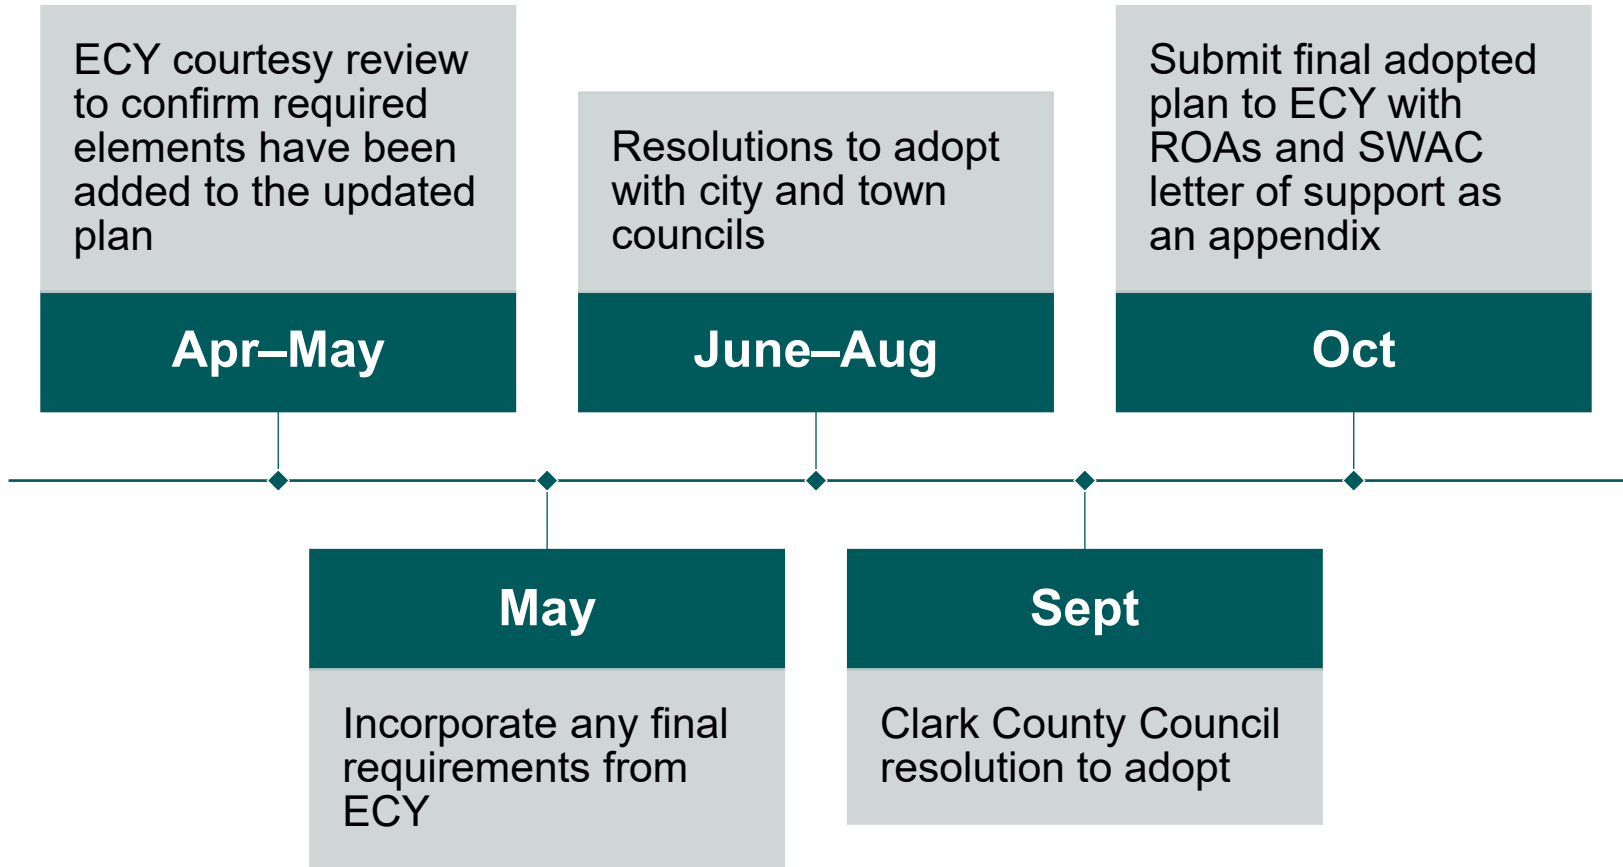 ECY courtesy review
to confirm required
elements have been
added to the updated
plan
Apr–May
Incorporate any final
requirements from
ECY
May
Resolutions to adopt
with city and town
councils
June–Aug
Clark County Council
resolution to adopt
Sept
Submit final adopted
plan to ECY with
ROAs and SWAC
letter of support as
an appendix
Oct